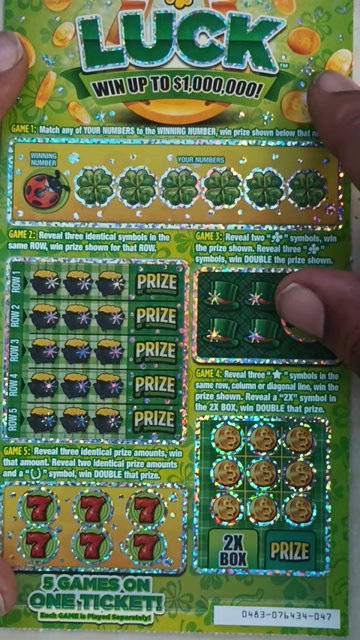 LUCK™
WIN UP TO $1,000,000!
GAME 1: Match any of YOUR NUMBERS to the WINNING NUMBER, win prize shown below that
WINNING
NUMBER
YOUR NUMBERS
GAME 2: Reveal three identical symbols in the
same ROW, win prize shown for that ROW.
ROW 1 PRIZE
ROW 2 PRIZE
ROW 3 PRIZE
ROW 4 PRIZE
ROW 5 PRIZE
GAME 3: Reveal two "♣" symbols, win
the prize shown. Reveal three "♣"
symbols, win DOUBLE the prize shown.
GAME 4: Reveal three "★" symbols in the
same row, column or diagonal line, win the
prize shown. Reveal a "2X" symbol in
the 2X BOX, win DOUBLE that prize.
$ $ $
$ $ $
$ $ $
2X
BOX
PRIZE
GAME 5: Reveal three identical prize amounts, win
that amount. Reveal two identical prize amounts
and a " " symbol, win DOUBLE that prize.
7 7 7
7 7 7
5 GAMES ON
ONE TICKET!
Each GAME is Played Separately!
0483-076434-047